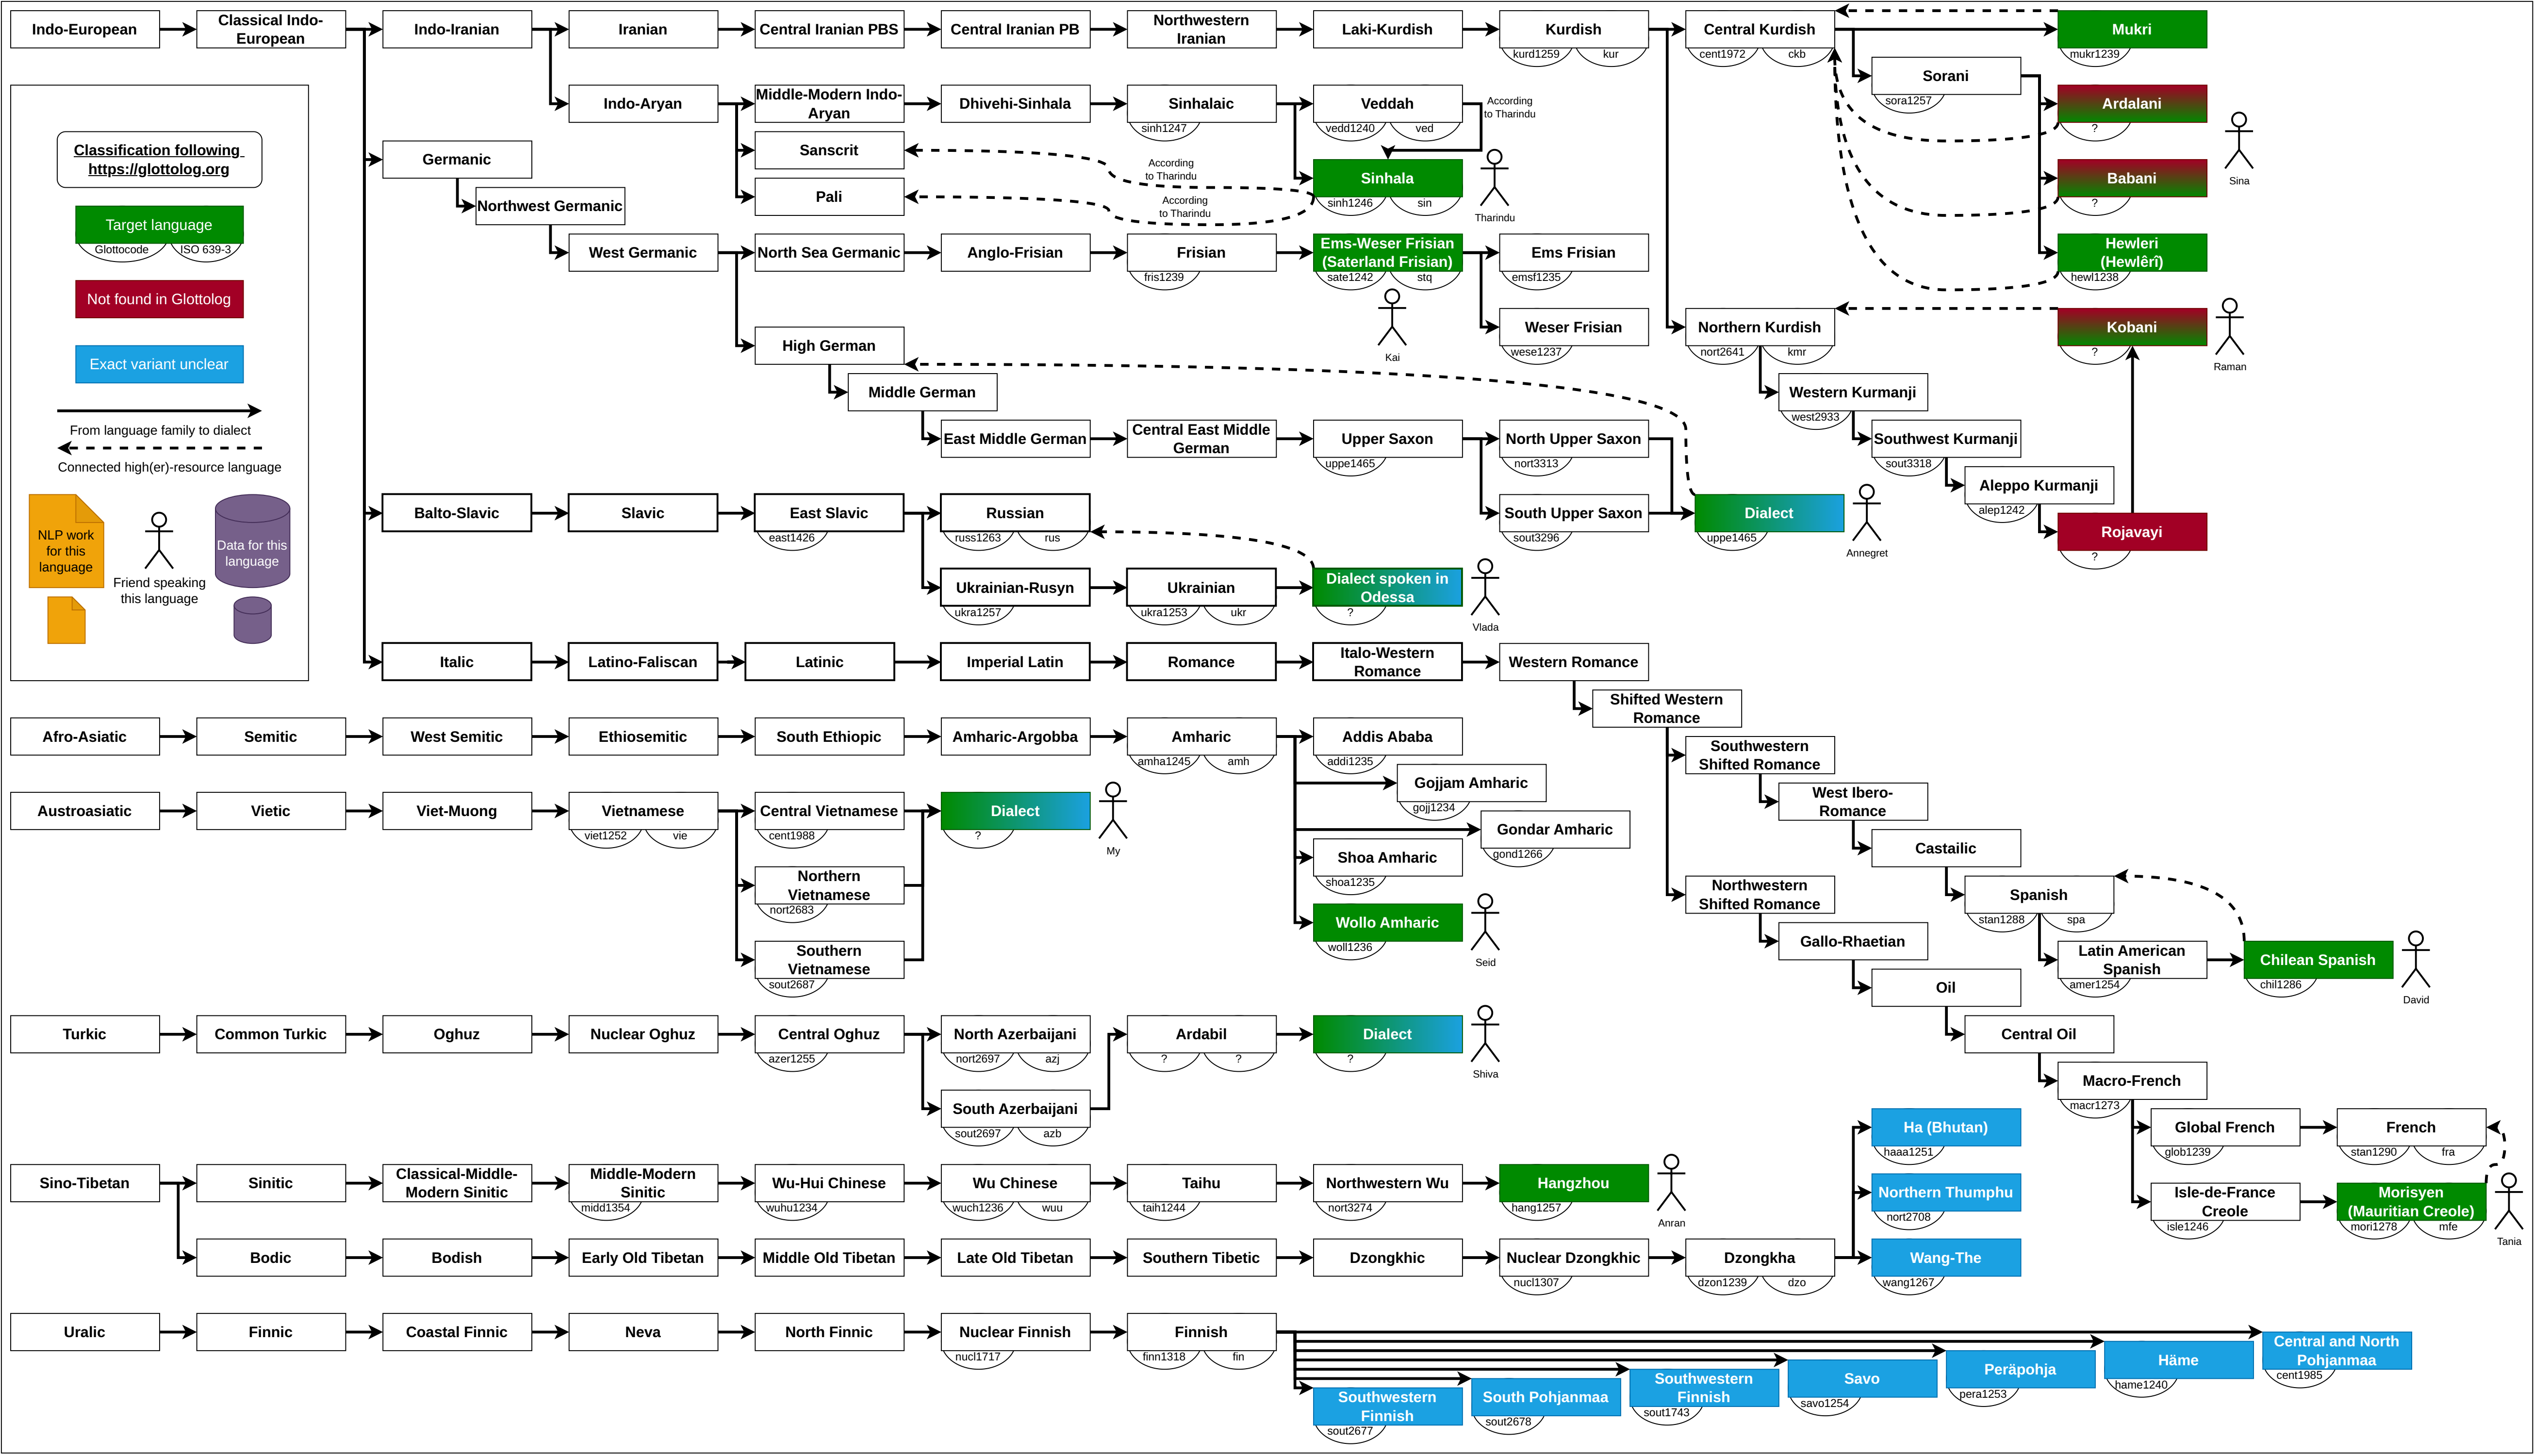 Indo-European
Classical Indo-
European
Indo-Iranian
Iranian
Central Iranian PBS
Central Iranian PB
Northwestern
Iranian
Laki-Kurdish
Kurdish
kurd1259
kur
Central Kurdish
cent1972
ckb
Mukri
mukr1239
Sorani
sora1257
Indo-Aryan
Middle-Modern Indo-
Aryan
Dhivehi-Sinhala
Sinhalaic
sinh1247
Veddah
vedd1240
ved
According
to Tharindu
Ardalani
?
Sina
Classification following
https://glottolog.org
Germanic
Sanscrit
According
to Tharindu
Sinhala
sinh1246
sin
Tharindu
Babani
?
Pali
According
to Tharindu
Target language
Glottocode
ISO 639-3
Northwest Germanic
West Germanic
North Sea Germanic
Anglo-Frisian
Frisian
fris1239
Ems-Weser Frisian
(Saterland Frisian)
sate1242
stq
Kai
Ems Frisian
emsf1235
Hewleri
(Hewlêrî)
hewl1238
Not found in Glottolog
Weser Frisian
wese1237
Northern Kurdish
nort2641
kmr
Kobani
?
Raman
High German
Exact variant unclear
Middle German
Western Kurmanji
west2933
From language family to dialect
East Middle German
Central East Middle
German
Upper Saxon
uppe1465
North Upper Saxon
nort3313
Southwest Kurmanji
sout3318
Connected high(er)-resource language
Aleppo Kurmanji
alep1242
NLP work
for this
language
Friend speaking
this language
Data for this
language
Balto-Slavic
Slavic
East Slavic
east1426
Russian
russ1263
rus
South Upper Saxon
sout3296
Dialect
uppe1465
Annegret
Rojavayi
?
Ukrainian-Rusyn
ukra1257
Ukrainian
ukra1253
ukr
Dialect spoken in
Odessa
?
Vlada
Italic
Latino-Faliscan
Latinic
Imperial Latin
Romance
Italo-Western
Romance
Western Romance
Shifted Western
Romance
Afro-Asiatic
Semitic
West Semitic
Ethiosemitic
South Ethiopic
Amharic-Argobba
Amharic
amha1245
amh
Addis Ababa
addi1235
Southwestern
Shifted Romance
Gojjam Amharic
gojj1234
West Ibero-
Romance
Austroasiatic
Vietic
Viet-Muong
Vietnamese
viet1252
vie
Central Vietnamese
cent1988
Dialect
?
My
Gondar Amharic
gond1266
Castailic
Shoa Amharic
shoa1235
Northern
Vietnamese
nort2683
Northwestern
Shifted Romance
Spanish
stan1288
spa
Wollo Amharic
woll1236
Seid
Gallo-Rhaetian
Southern
Vietnamese
sout2687
Latin American
Spanish
amer1254
Chilean Spanish
chil1286
David
Oil
Turkic
Common Turkic
Oghuz
Nuclear Oghuz
Central Oghuz
azer1255
North Azerbaijani
nort2697
azj
Ardabil
?
?
Dialect
?
Shiva
Central Oil
Macro-French
macr1273
South Azerbaijani
sout2697
azb
Ha (Bhutan)
haaa1251
Global French
glob1239
French
stan1290
fra
Sino-Tibetan
Sinitic
Classical-Middle-
Modern Sinitic
Middle-Modern
Sinitic
midd1354
Wu-Hui Chinese
wuhu1234
Wu Chinese
wuch1236
wuu
Taihu
taih1244
Northwestern Wu
nort3274
Hangzhou
hang1257
Anran
Northern Thumphu
nort2708
Isle-de-France
Creole
isle1246
Morisyen
(Mauritian Creole)
mori1278
mfe
Tania
Bodic
Bodish
Early Old Tibetan
Middle Old Tibetan
Late Old Tibetan
Southern Tibetic
Dzongkhic
Nuclear Dzongkhic
nucl1307
Dzongkha
dzon1239
dzo
Wang-The
wang1267
Uralic
Finnic
Coastal Finnic
Neva
North Finnic
Nuclear Finnish
nucl1717
Finnish
finn1318
fin
Southwestern
Finnish
sout2677
South Pohjanmaa
sout2678
Southwestern
Finnish
sout1743
Savo
savo1254
Peräpohja
pera1253
Häme
hame1240
Central and North
Pohjanmaa
cent1985